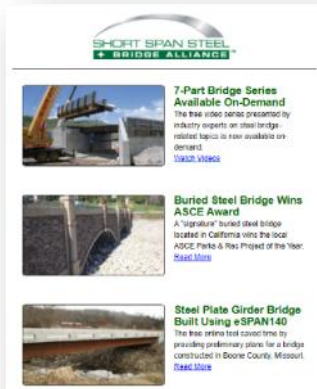 SHORT SPAN STEEL
+ BRIDGE ALLIANCE
7-Part Bridge Series
Available On-Demand
The free video series presented by
industry experts on steel bridge-
related topics is now available on-
demand.
Watch Videos
Buried Steel Bridge Wins
ASCE Award
A "signature" buried steel bridge
located in California wins the local
ASCE Parks & Rec Project of the Year.
Read More
Steel Plate Girder Bridge
Built Using eSPAN140
The free online tool saved time by
providing preliminary plans for a bridge
constructed in Boone County, Missouri.
Read More